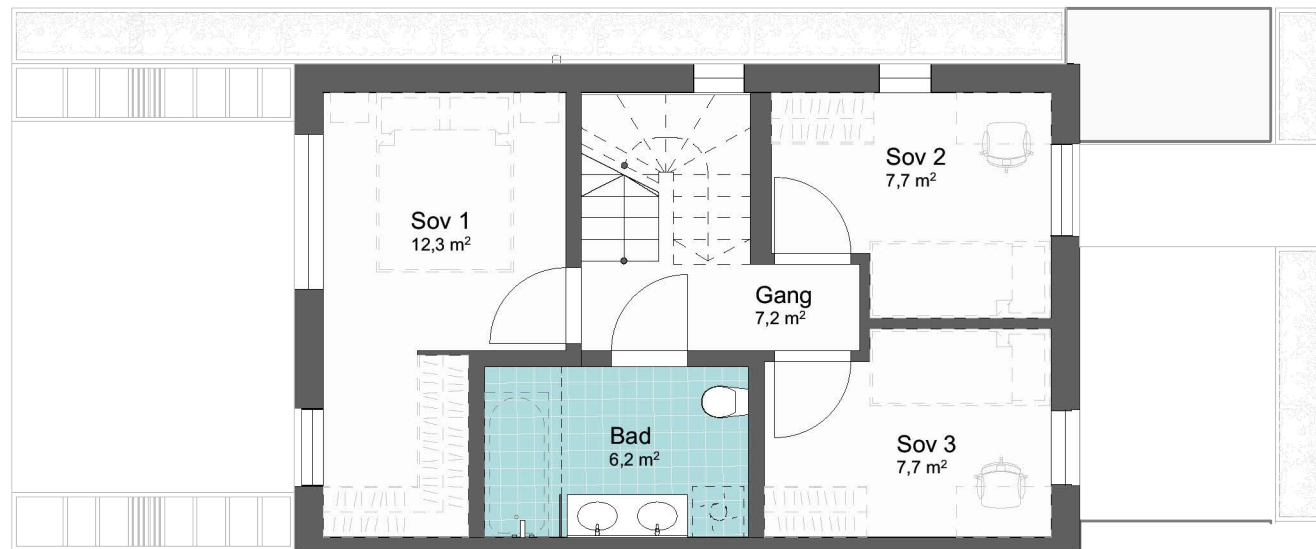 Sov 1
12,3 m²
Sov 2
7,7 m²
Gang
7,2 m²
Bad
6,2 m²
Sov 3
7,7 m²